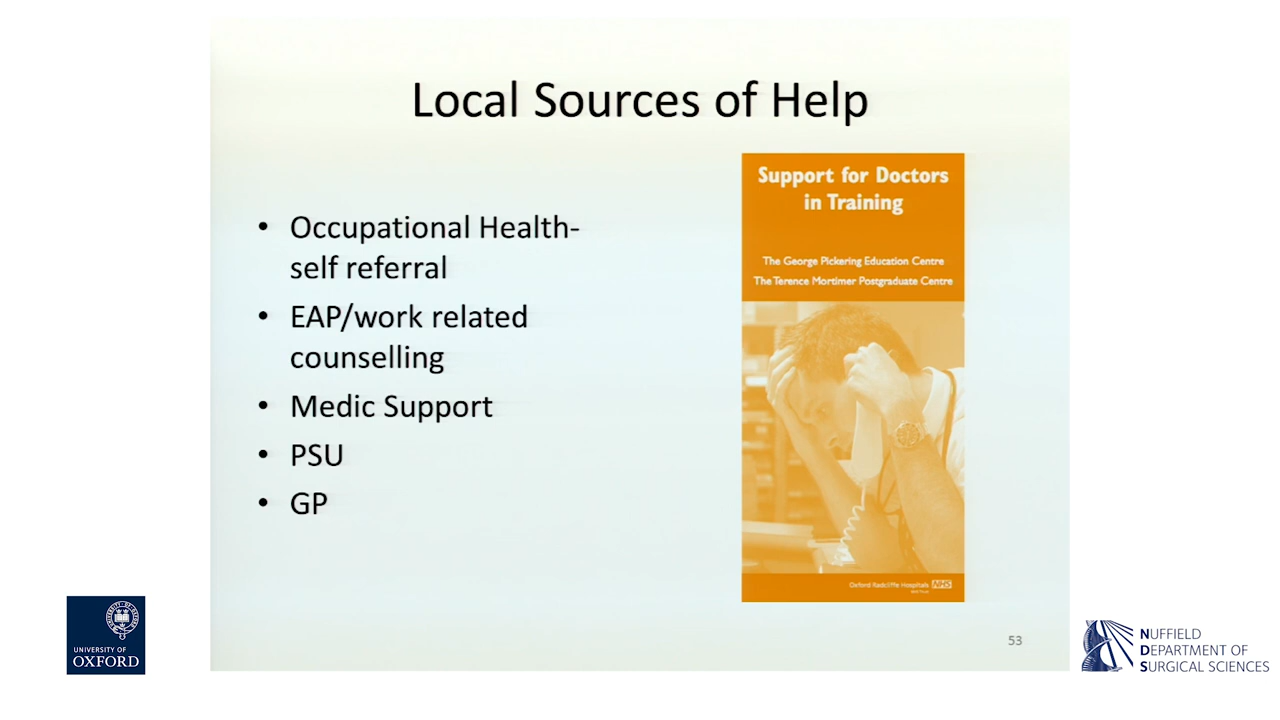 Local Sources of Help
• Occupational Health-
self referral
• EAP/work related
counselling
• Medic Support
• PSU
• GP
Support for Doctors
in Training
The George Pickering Education Centre
The Terence Mortimer Postgraduate Centre
Oxford Radcliffe Hospitals NHS
53
UNIVERSITY OF
OXFORD
NUFFIELD
DEPARTMENT OF
SURGICAL SCIENCES